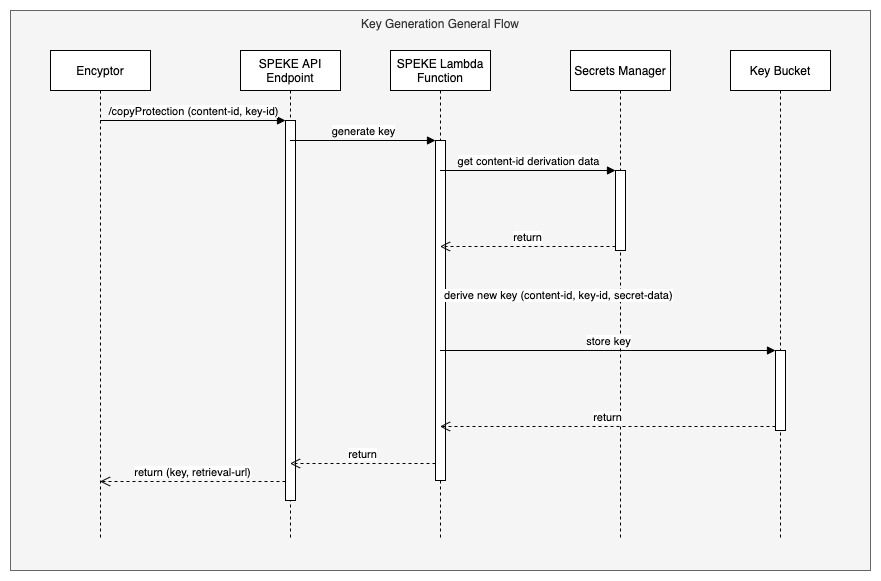 Key Generation General Flow
Encyptor
SPEKE API
Endpoint
SPEKE Lambda
Function
Secrets Manager
Key Bucket
/copyProtection (content-id, key-id)
generate key
get content-id derivation data
return
derive new key (content-id, key-id, secret-data)
store key
return
return
return (key, retrieval-url)